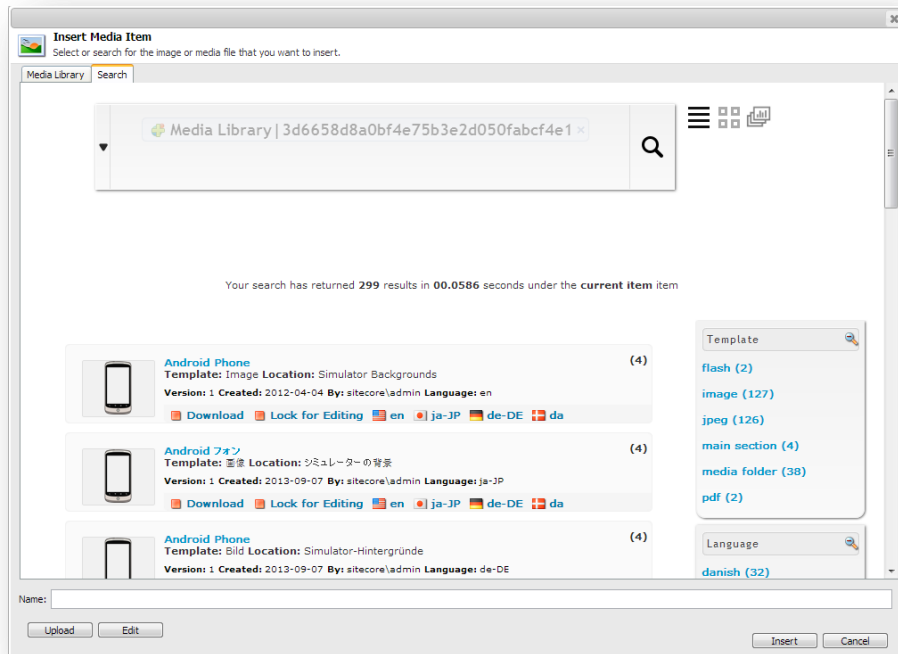 Insert Media Item
Select or search for the image or media file that you want to insert.
Media Library Search
Media Library | 3d6658d8a0bf4e75b3e2d050fabcf4e1 ×
Your search has returned 299 results in 00.0586 seconds under the current item item
Android Phone (4)
Template: Image Location: Simulator Backgrounds
Version: 1 Created: 2012-04-04 By: sitecore\admin Language: en
Download Lock for Editing en ja-JP de-DE da
Android フォン (4)
Template: 画像 Location: シミュレーターの背景
Version: 1 Created: 2013-09-07 By: sitecore\admin Language: ja-JP
Download Lock for Editing en ja-JP de-DE da
Android Phone (4)
Template: Bild Location: Simulator-Hintergründe
Version: 1 Created: 2013-09-07 By: sitecore\admin Language: de-DE
Template
flash (2)
image (127)
jpeg (126)
main section (4)
media folder (38)
pdf (2)
Language
danish (32)
Name:
Upload Edit
Insert Cancel